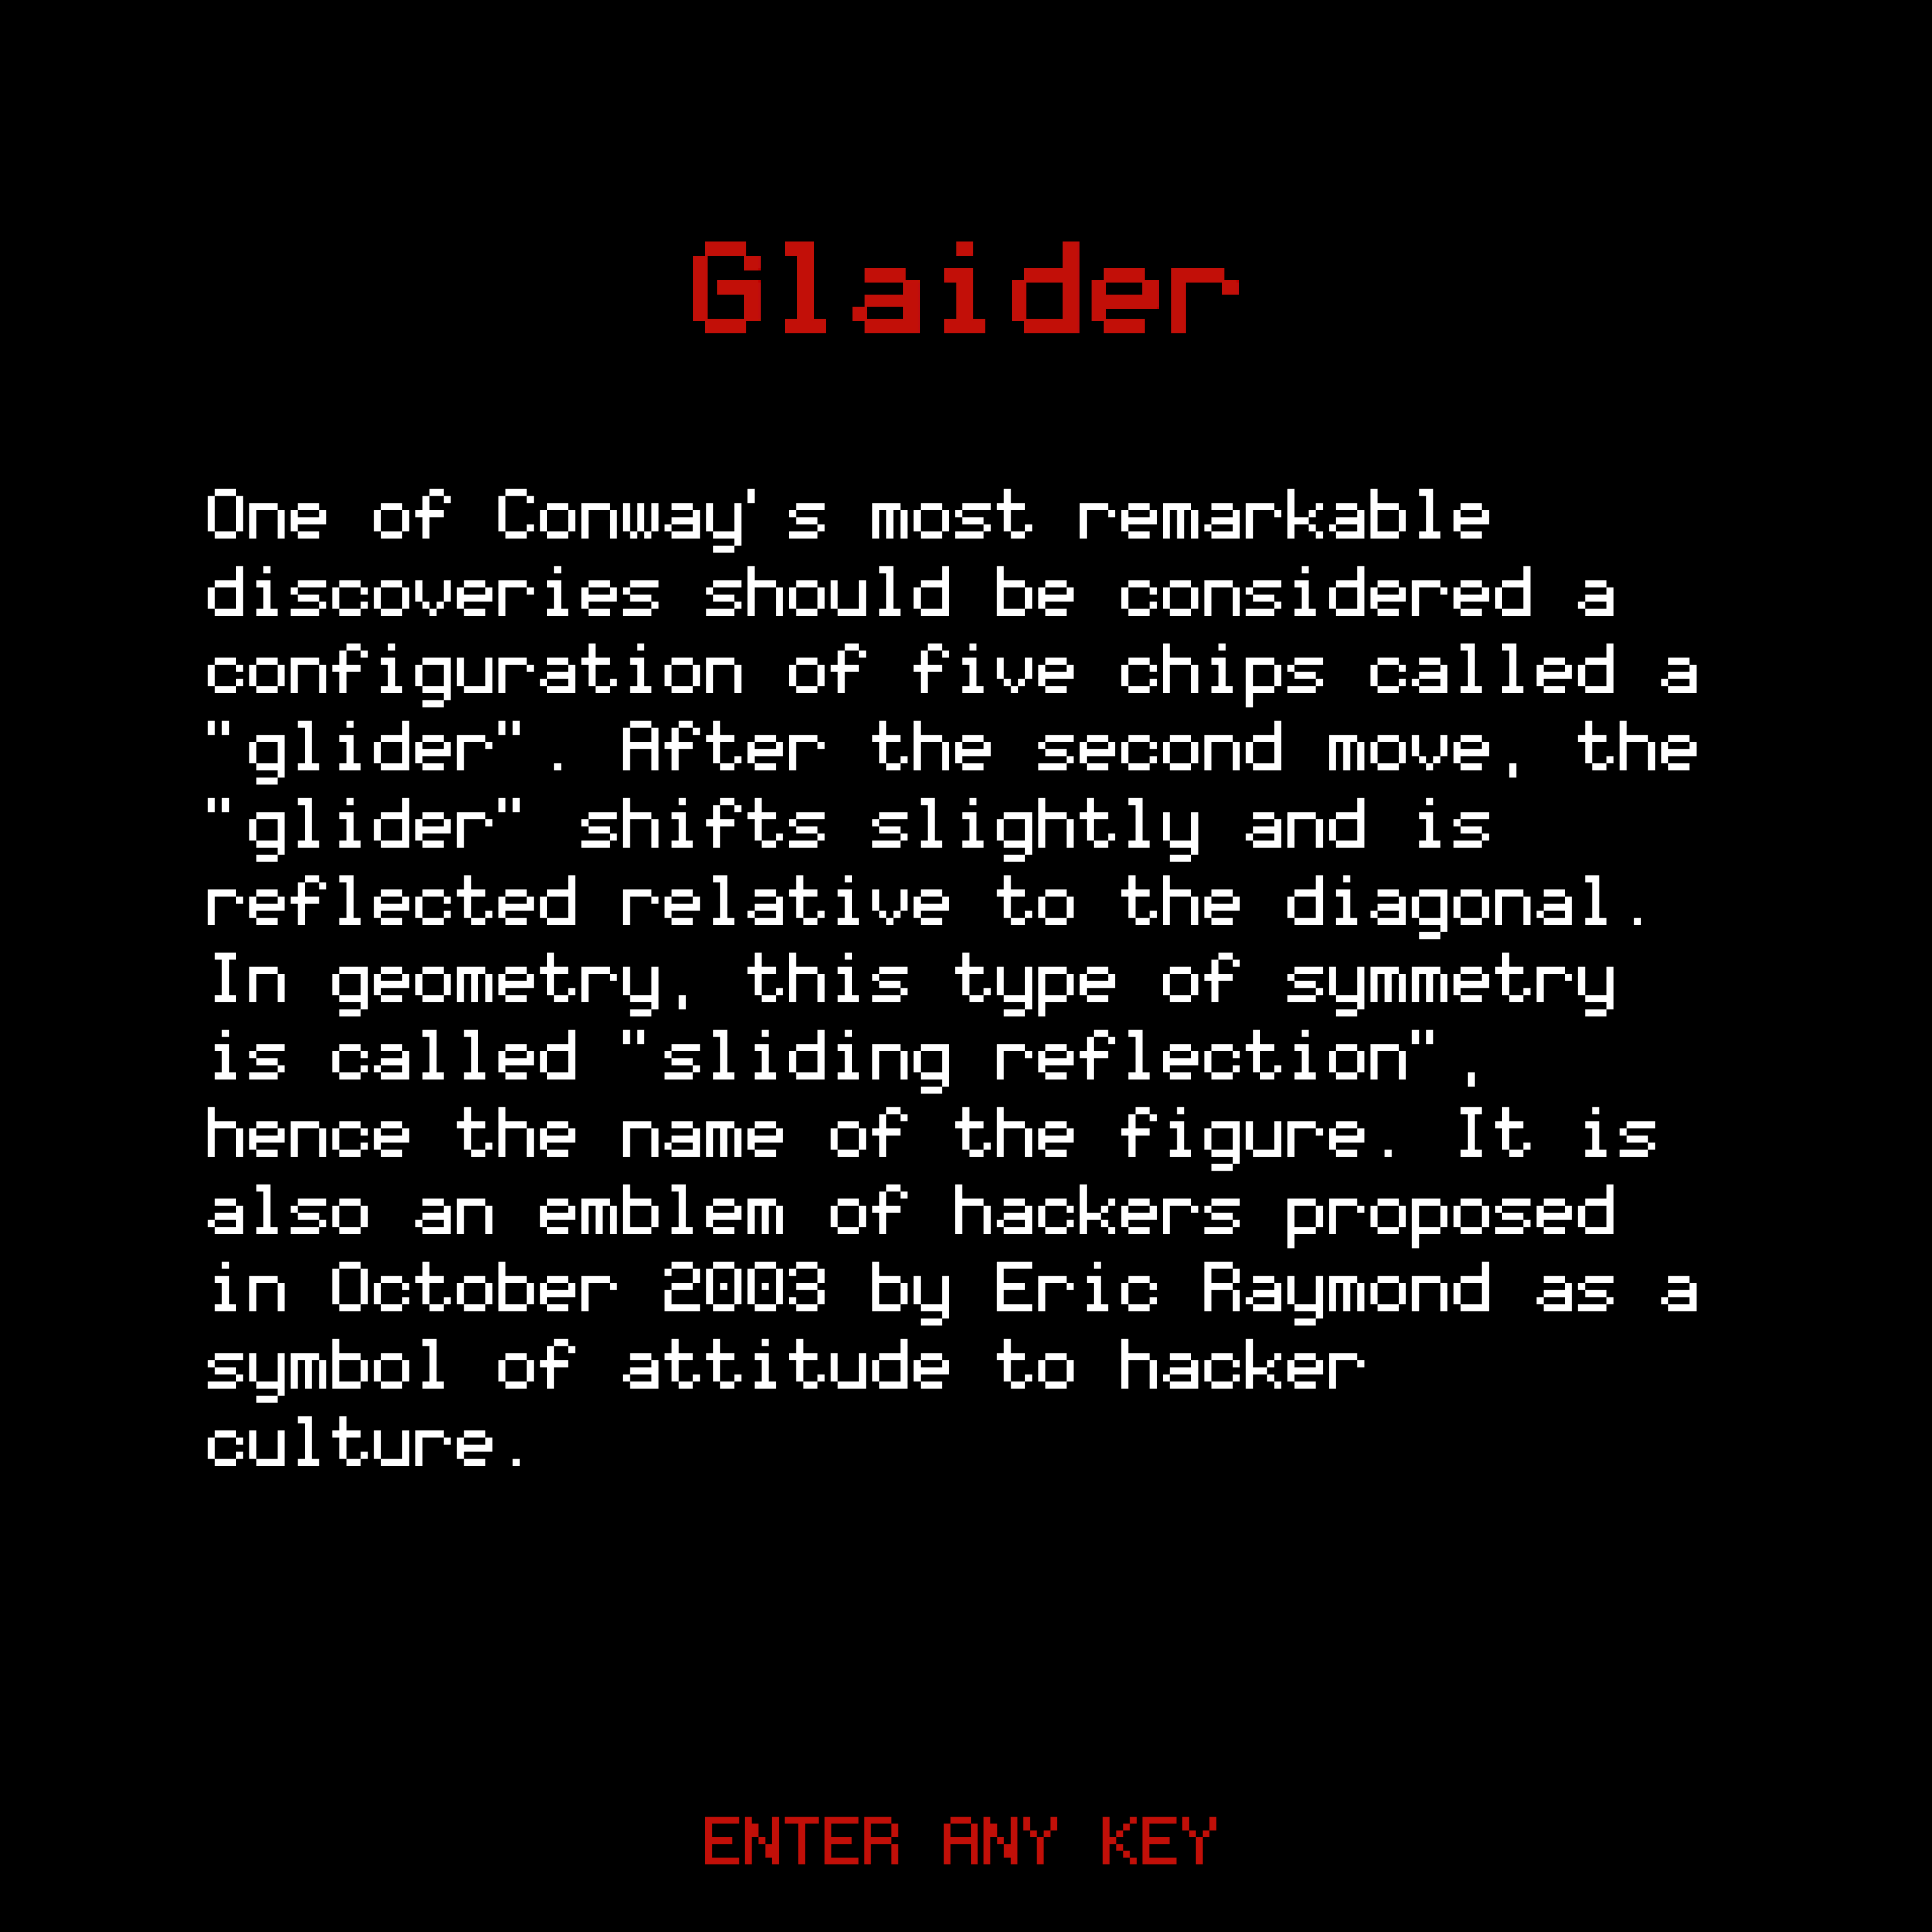 Glaider
One of Conway's most remarkable
discoveries should be considered a
configuration of five chips called a
"glider". After the second move, the
"glider" shifts slightly and is
reflected relative to the diagonal.
In geometry, this type of symmetry
is called "sliding reflection",
hence the name of the figure. It is
also an emblem of hackers proposed
in October 2003 by Eric Raymond as a
symbol of attitude to hacker
culture.
ENTER ANY KEY